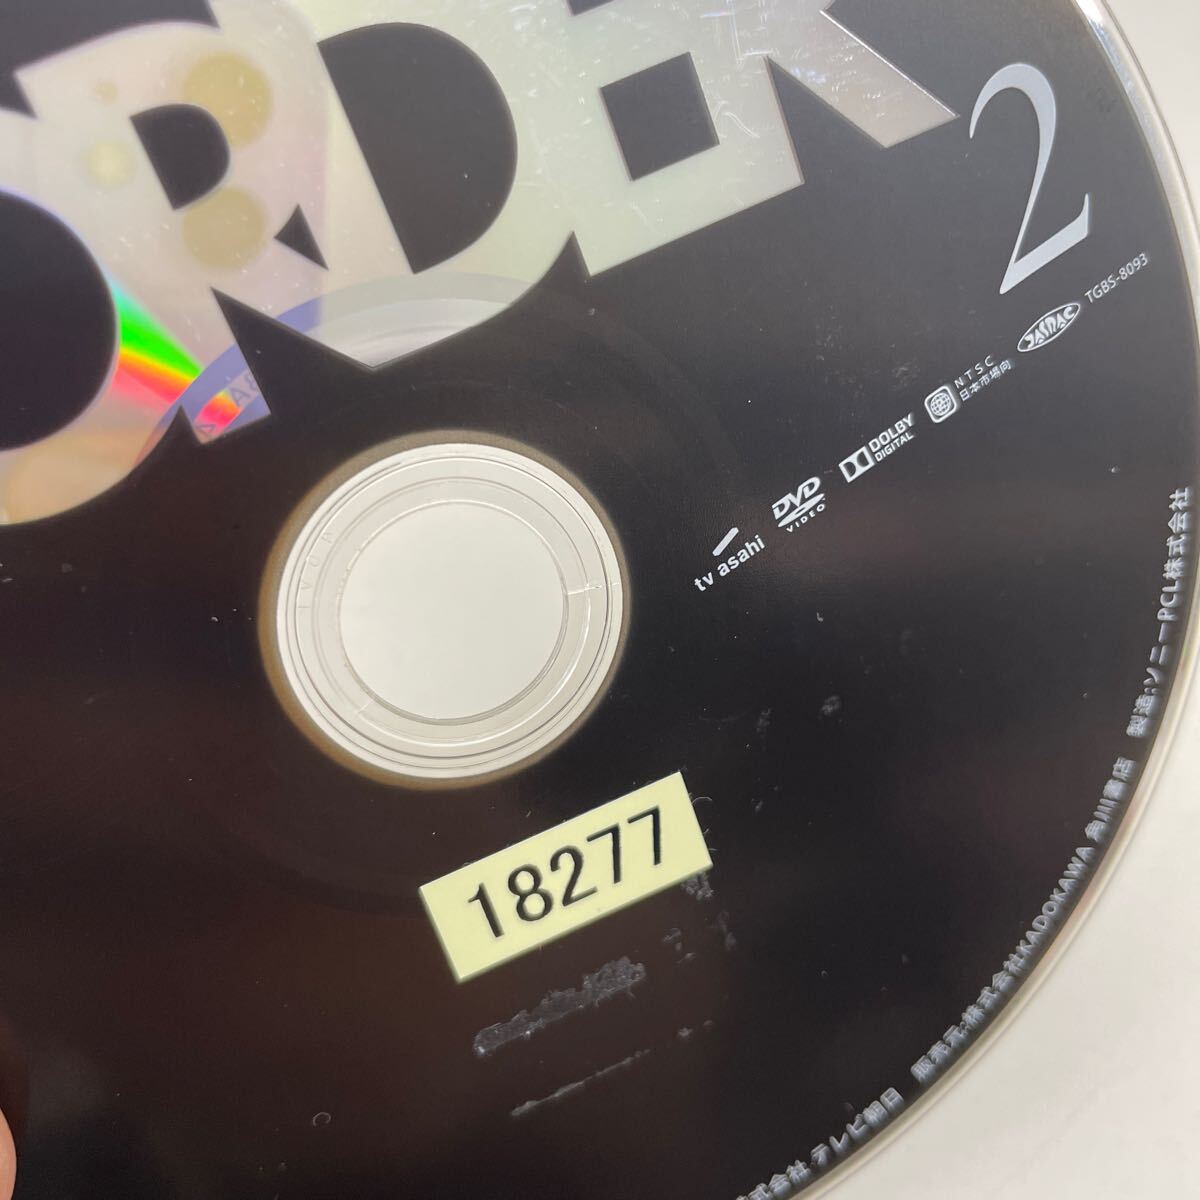 ORDER
2
TGBS-8093
JASRAC
NTSC
日本市場向
DOLBY
DIGITAL
DVD
VIDEO
tv asahi
18277
株式会社 テレビ朝日 販売元:株式会社KADOKAWA 角川書店 製造:ソニーPCL株式会社